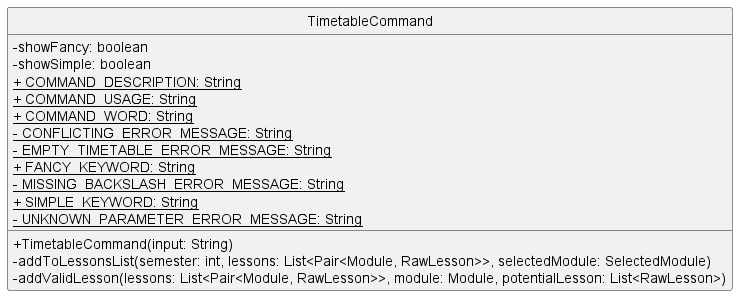 TimetableCommand
-showFancy: boolean
-showSimple: boolean
+ COMMAND_DESCRIPTION: String
+ COMMAND_USAGE: String
+ COMMAND_WORD: String
- CONFLICTING_ERROR_MESSAGE: String
- EMPTY_TIMETABLE_ERROR_MESSAGE: String
+ FANCY_KEYWORD: String
- MISSING_BACKSLASH_ERROR_MESSAGE: String
+ SIMPLE_KEYWORD: String
- UNKNOWN_PARAMETER_ERROR_MESSAGE: String
+TimetableCommand(input: String)
-addToLessonsList(semester: int, lessons: List<Pair<Module, RawLesson>>, selectedModule: SelectedModule)
-addValidLesson(lessons: List<Pair<Module, RawLesson>>, module: Module, potentialLesson: List<RawLesson>)